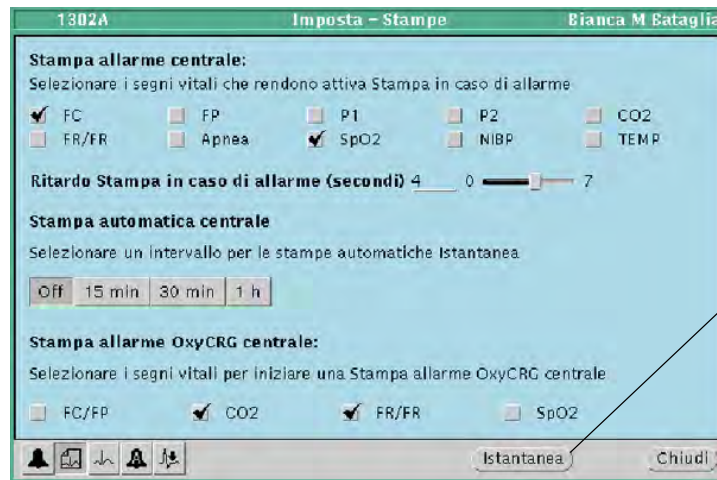 1302A Imposta – Stampe Bianca M Bataglia
Stampa allarme centrale:
Selezionare i segni vitali che rendono attiva Stampa in caso di allarme
FC FP P1 P2 CO2
FR/FR Apnea SpO2 NIBP TEMP
Ritardo Stampa in caso di allarme (secondi) 4 0 7
Stampa automatica centrale
Selezionare un intervallo per le stampe automatiche Istantanea
Off 15 min 30 min 1 h
Stampa allarme OxyCRG centrale:
Selezionare i segni vitali per iniziare una Stampa allarme OxyCRG centrale
FC/FP CO2 FR/FR SpO2
Istantanea Chiudi